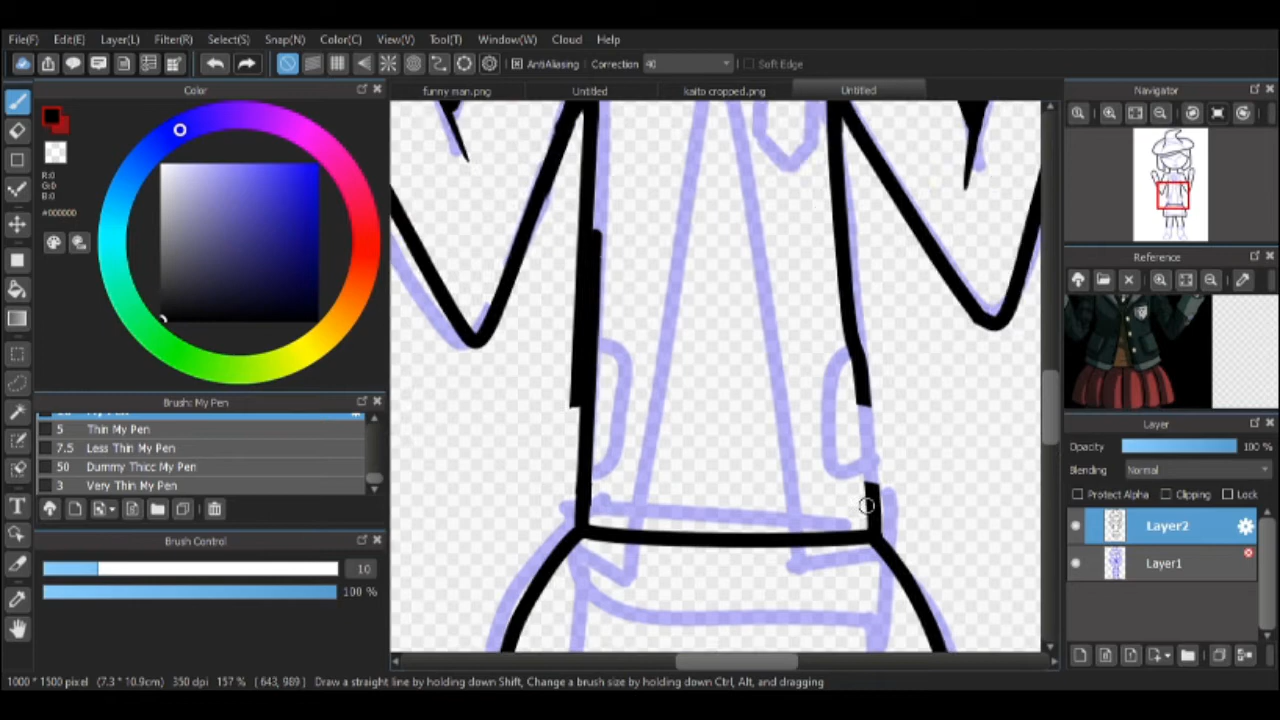 File(F) Edit(E) Layer(L) Filter(R) Select(S) Snap(N) Color(C) View(V) Tool(T) Window(W) Cloud Help
AntiAliasing Correction 40 Soft Edge
Color
funny man.png Untitled kaito cropped.png Untitled
Navigator
R:0
G:0
B:0
#000000
Reference
Brush: My Pen
5 Thin My Pen
7.5 Less Thin My Pen
50 Dummy Thicc My Pen
3 Very Thin My Pen
Brush Control
10
100 %
Layer
Opacity 100 %
Blending Normal
Protect Alpha Clipping Lock
Layer2
Layer1
1000 * 1500 pixel (7.3 * 10.9cm) 350 dpi 157 % ( 643, 989 ) Draw a straight line by holding down Shift, Change a brush size by holding down Ctrl, Alt, and dragging